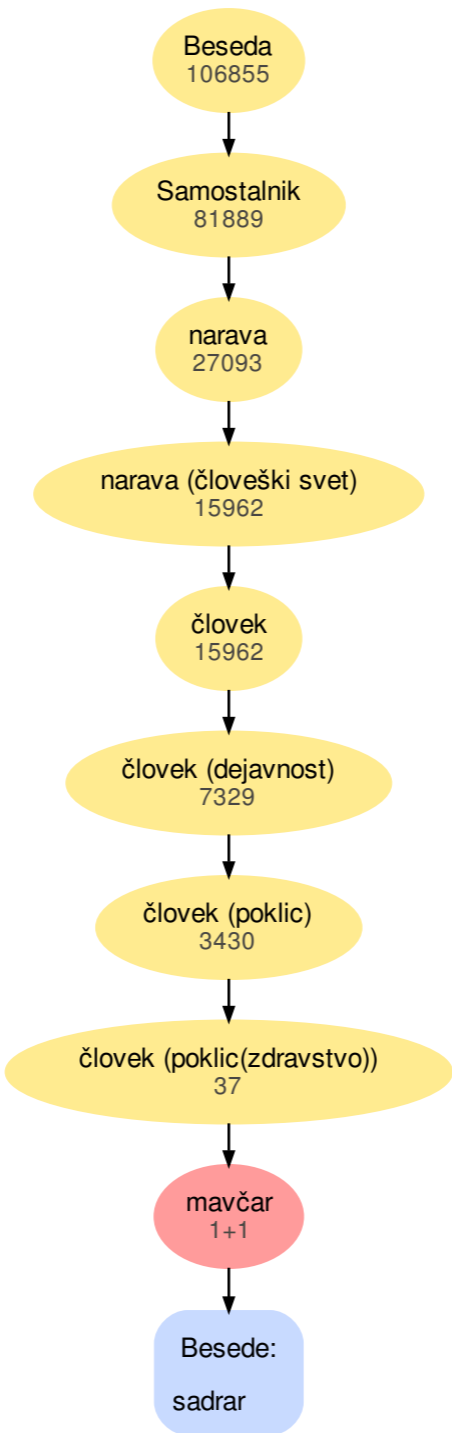 Beseda
106855
Samostalnik
81889
narava
27093
narava (človeški svet)
15962
človek
15962
človek (dejavnost)
7329
človek (poklic)
3430
človek (poklic(zdravstvo))
37
mavčar
1+1
Besede:
sadrar